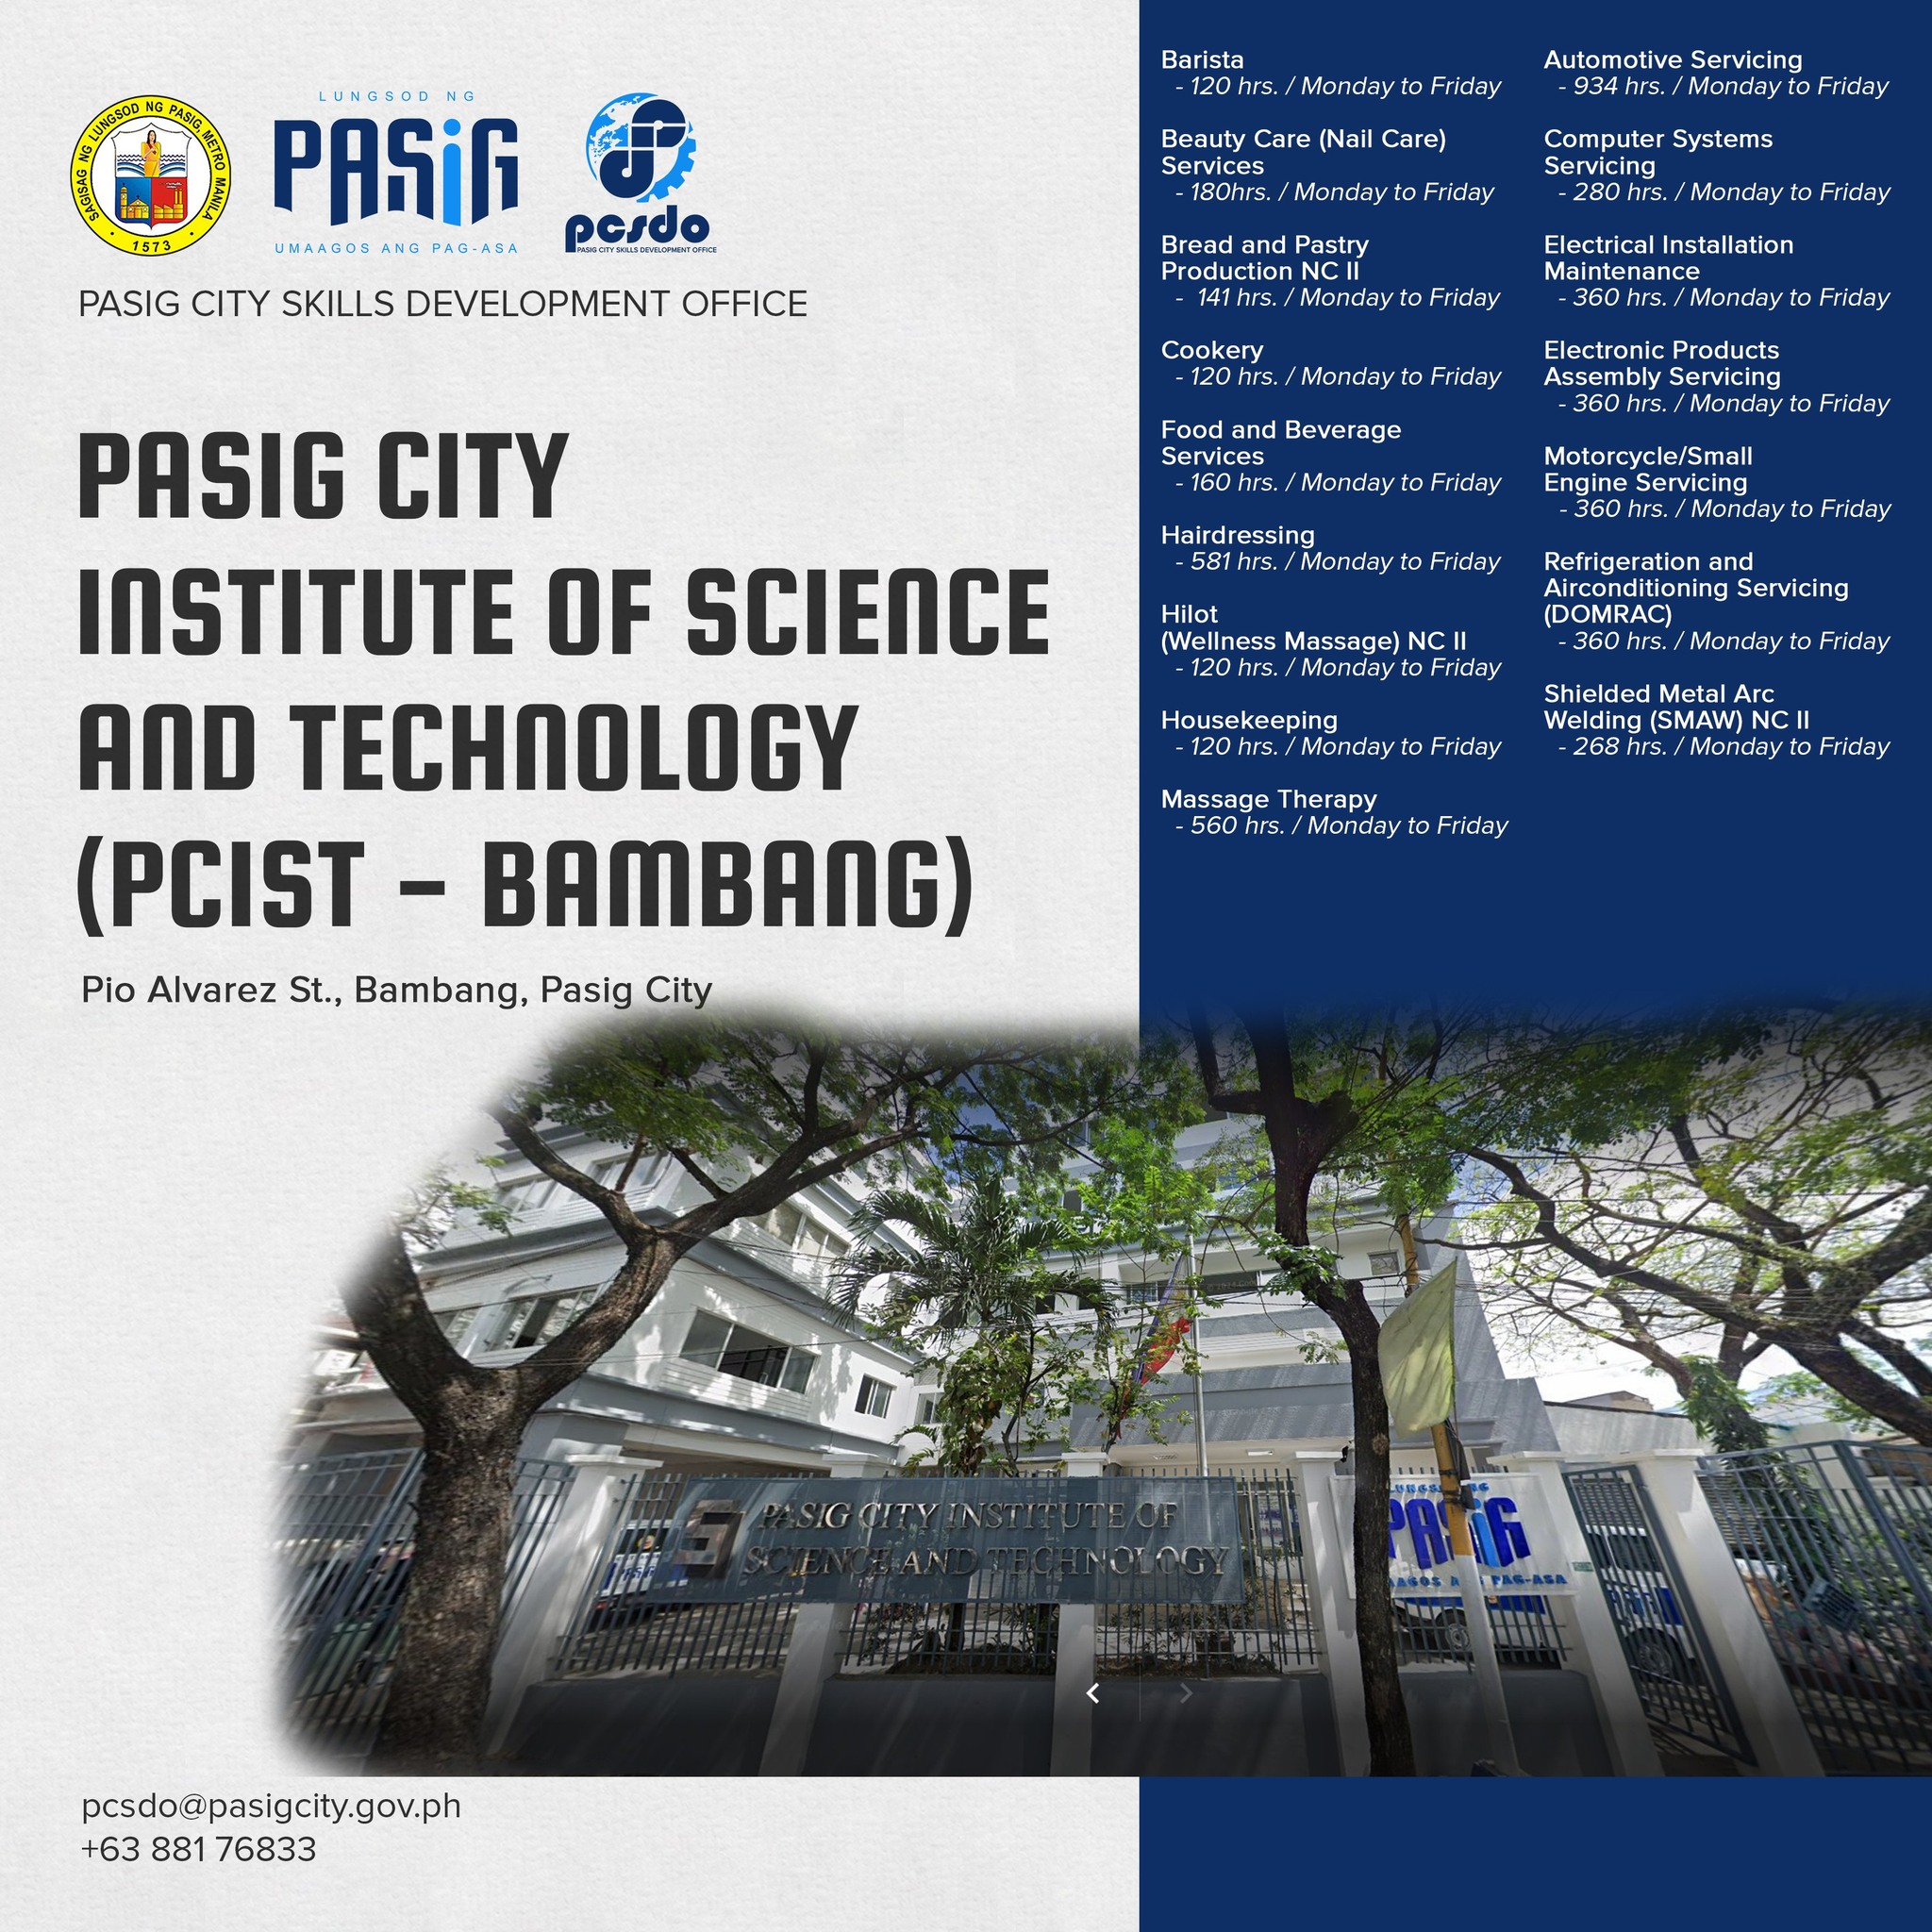 SAGISAG NG LUNGSOD NG PASIG, METRO MANILA
1573
LUNGSOD NG
PASiG
UMAAGOS ANG PAG-ASA
pcsdo
PASIG CITY SKILLS DEVELOPMENT OFFICE
PASIG CITY SKILLS DEVELOPMENT OFFICE
PASIG CITY
INSTITUTE OF SCIENCE
AND TECHNOLOGY
(PCIST – BAMBANG)
Pio Alvarez St., Bambang, Pasig City
Barista
- 120 hrs. / Monday to Friday
Beauty Care (Nail Care)
Services
- 180hrs. / Monday to Friday
Bread and Pastry
Production NC II
- 141 hrs. / Monday to Friday
Cookery
- 120 hrs. / Monday to Friday
Food and Beverage
Services
- 160 hrs. / Monday to Friday
Hairdressing
- 581 hrs. / Monday to Friday
Hilot
(Wellness Massage) NC II
- 120 hrs. / Monday to Friday
Housekeeping
- 120 hrs. / Monday to Friday
Massage Therapy
- 560 hrs. / Monday to Friday
Automotive Servicing
- 934 hrs. / Monday to Friday
Computer Systems
Servicing
- 280 hrs. / Monday to Friday
Electrical Installation
Maintenance
- 360 hrs. / Monday to Friday
Electronic Products
Assembly Servicing
- 360 hrs. / Monday to Friday
Motorcycle/Small
Engine Servicing
- 360 hrs. / Monday to Friday
Refrigeration and
Airconditioning Servicing
(DOMRAC)
- 360 hrs. / Monday to Friday
Shielded Metal Arc
Welding (SMAW) NC II
- 268 hrs. / Monday to Friday
PASIG CITY INSTITUTE OF
SCIENCE AND TECHNOLOGY
PASiG
PAG-ASA
pcsdo@pasigcity.gov.ph
+63 881 76833